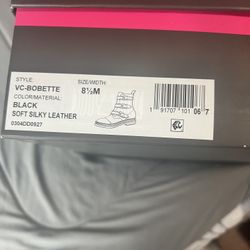 STYLE:
VC-BOBETTE
SIZE/WIDTH:
8½M
COLOR/MATERIAL:
BLACK
SOFT SILKY LEATHER
0304DD0927
1 91707 101 06 7